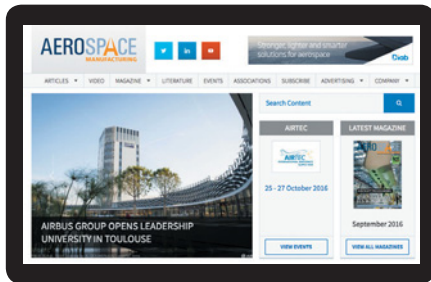 AEROSPACE
MANUFACTURING
Stronger, lighter and smarter
solutions for aerospace
ARTICLES VIDEO MAGAZINE LITERATURE EVENTS ASSOCIATIONS SUBSCRIBE ADVERTISING COMPANY
Search Content
AIRTEC
LATEST MAGAZINE
AIRTEC
25 - 27 October 2016
September 2016
AIRBUS GROUP OPENS LEADERSHIP
UNIVERSITY IN TOULOUSE
VIEW EVENTS
VIEW ALL MAGAZINES